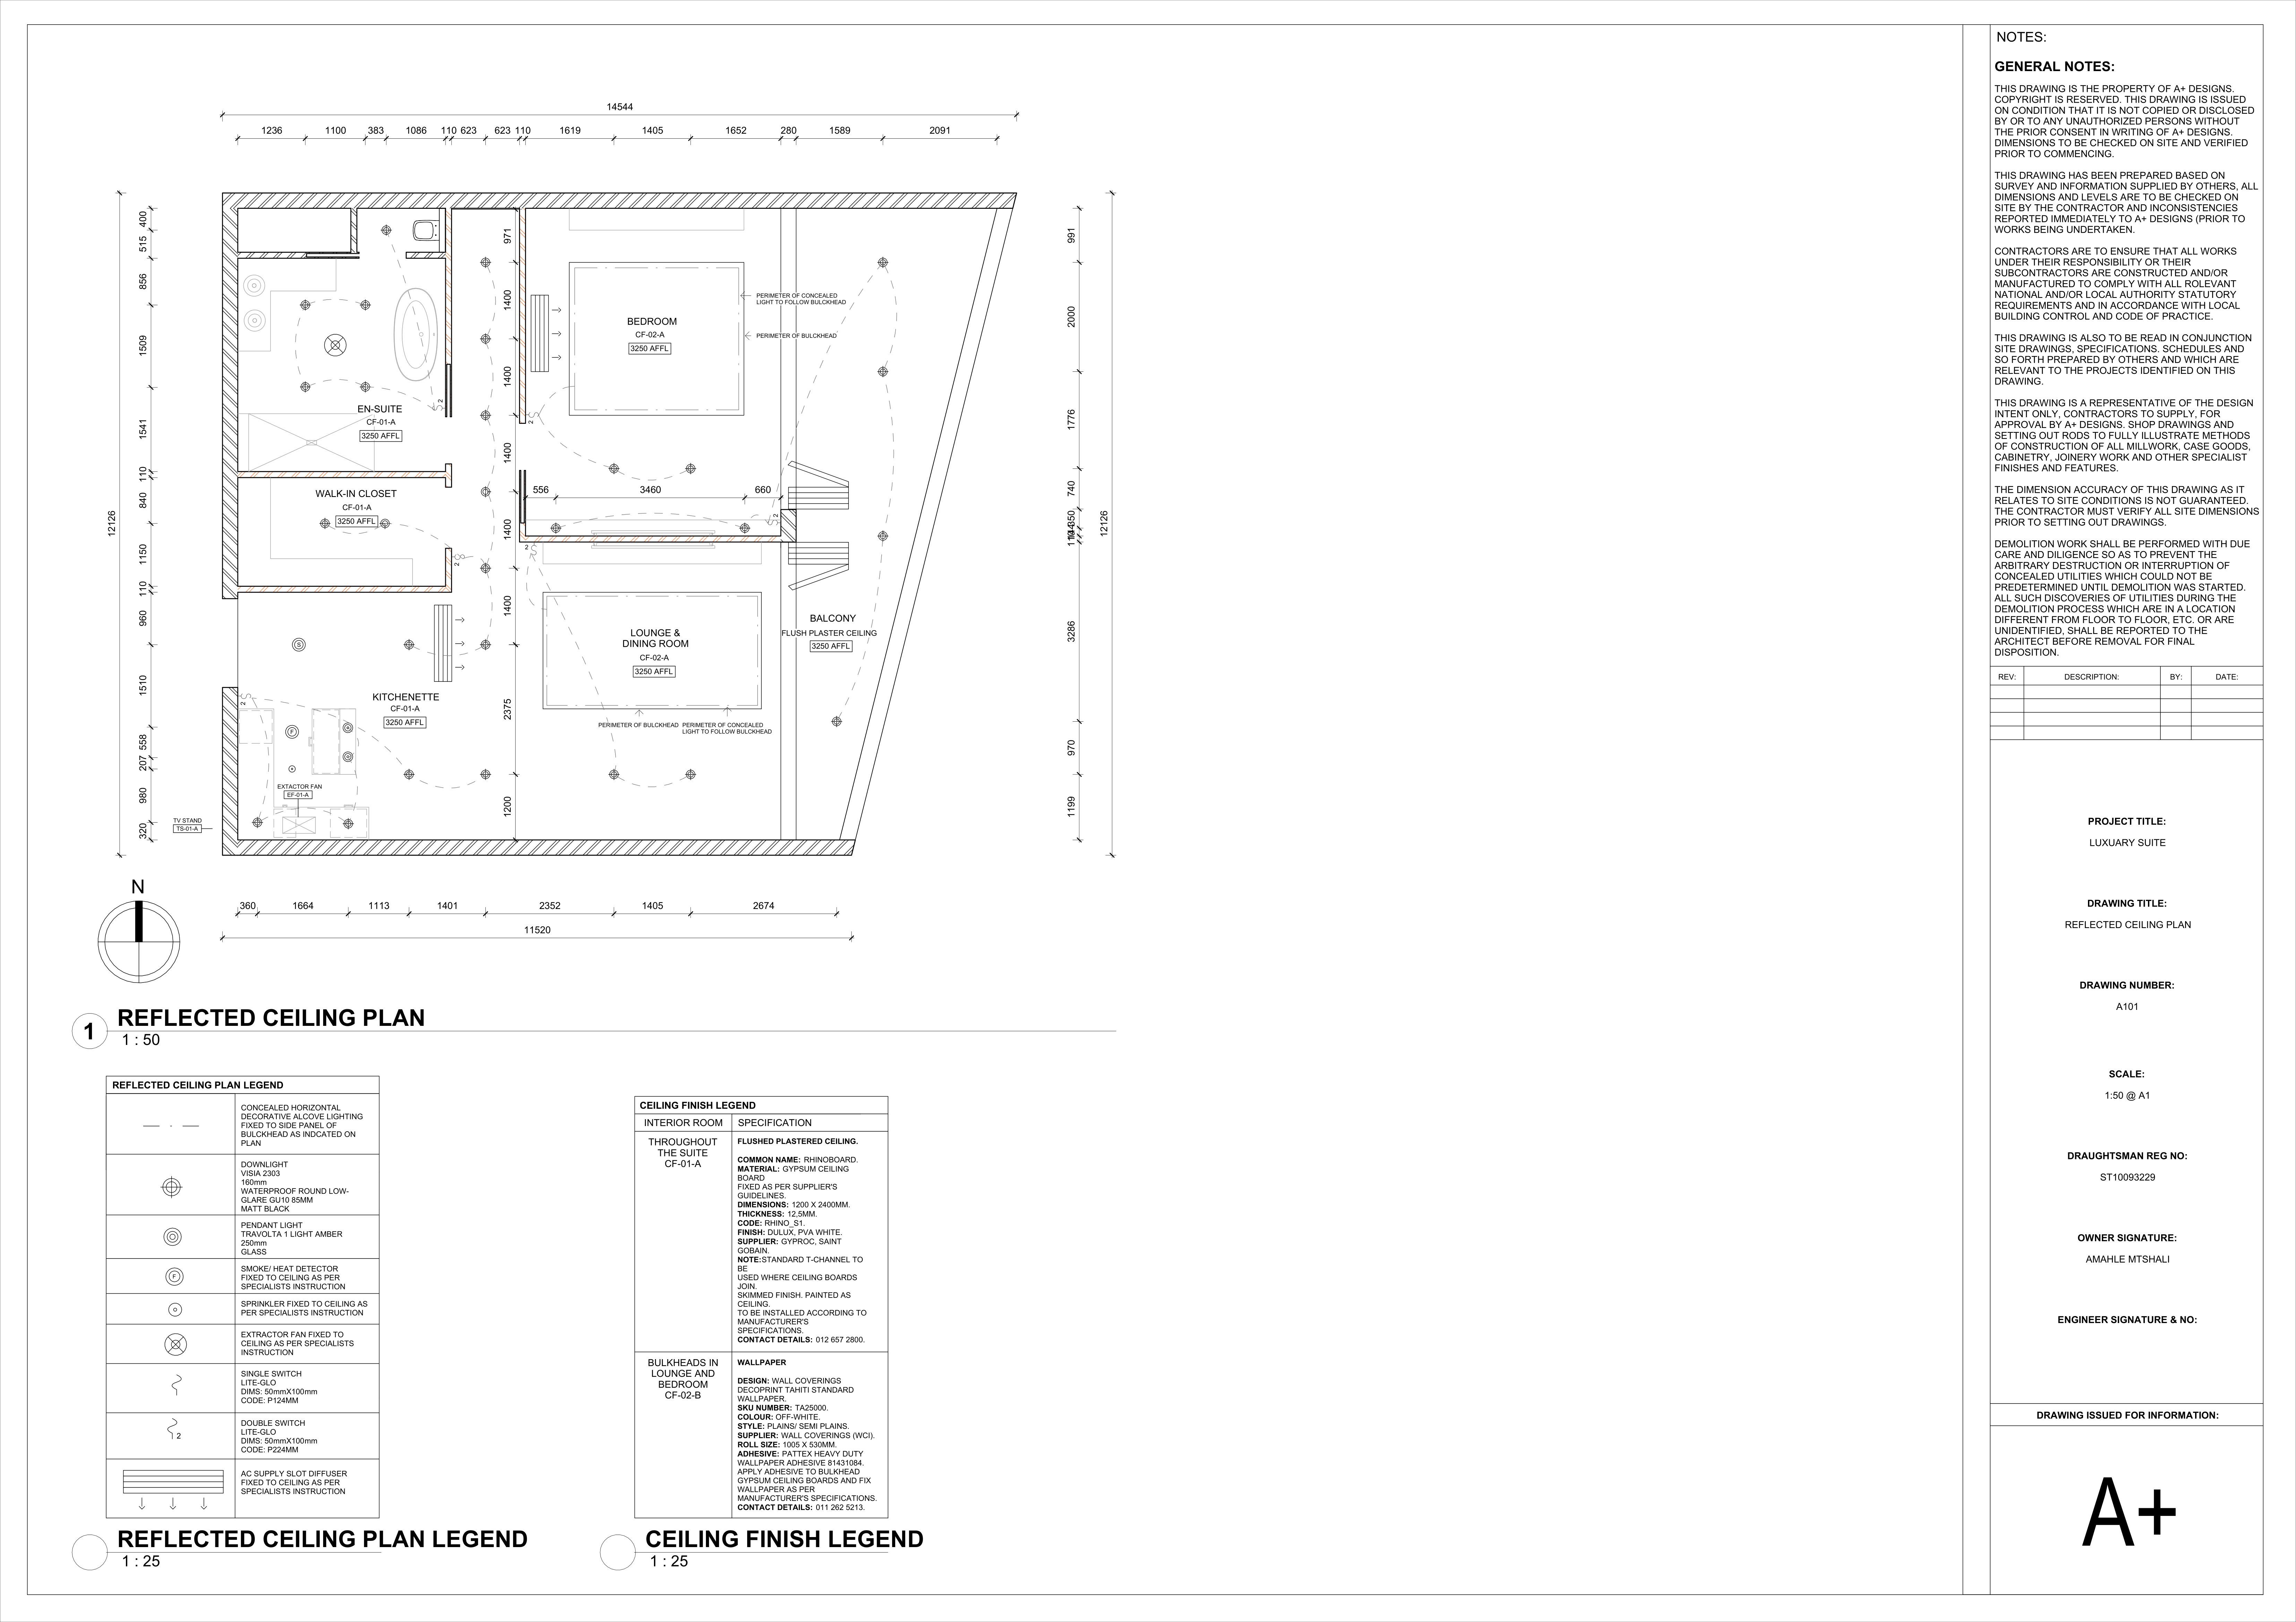 14544
1236 1100 383 1086 110 623 623 110 1619 1405 1652 280 1589 2091
12126
400
515
856
1509
1541
110
840
1150
110
960
1510
558
207
980
320
971
1400
1400
1400
1400
1400
2375
1200
991
2000
1776
740
350
3286
970
1199
12126
PERIMETER OF CONCEALED
LIGHT TO FOLLOW BULCKHEAD
PERIMETER OF BULCKHEAD
BEDROOM
CF-02-A
3250 AFFL
2
2
EN-SUITE
CF-01-A
3250 AFFL
556 3460 660
WALK-IN CLOSET
CF-01-A
3250 AFFL
2
2
2
BALCONY
FLUSH PLASTER CEILING
3250 AFFL
LOUNGE &
DINING ROOM
CF-02-A
3250 AFFL
S
KITCHENETTE
CF-01-A
3250 AFFL
2
F
PERIMETER OF BULCKHEAD
PERIMETER OF CONCEALED
LIGHT TO FOLLOW BULCKHEAD
EXTACTOR FAN
EF-01-A
TV STAND
TS-01-A
N
360 1664 1113 1401 2352 1405 2674
11520
1
REFLECTED CEILING PLAN
1 : 50
REFLECTED CEILING PLAN LEGEND
CONCEALED HORIZONTAL
DECORATIVE ALCOVE LIGHTING
FIXED TO SIDE PANEL OF
BULCKHEAD AS INDCATED ON
PLAN
DOWNLIGHT
VISIA 2303
160mm
WATERPROOF ROUND LOW-
GLARE GU10 85MM
MATT BLACK
PENDANT LIGHT
TRAVOLTA 1 LIGHT AMBER
250mm
GLASS
F
SMOKE/ HEAT DETECTOR
FIXED TO CEILING AS PER
SPECIALISTS INSTRUCTION
SPRINKLER FIXED TO CEILING AS
PER SPECIALISTS INSTRUCTION
EXTRACTOR FAN FIXED TO
CEILING AS PER SPECIALISTS
INSTRUCTION
SINGLE SWITCH
LITE-GLO
DIMS: 50mmX100mm
CODE: P124MM
2
DOUBLE SWITCH
LITE-GLO
DIMS: 50mmX100mm
CODE: P224MM
AC SUPPLY SLOT DIFFUSER
FIXED TO CEILING AS PER
SPECIALISTS INSTRUCTION
REFLECTED CEILING PLAN LEGEND
1 : 25
CEILING FINISH LEGEND
INTERIOR ROOM SPECIFICATION
THROUGHOUT
THE SUITE
CF-01-A
FLUSHED PLASTERED CEILING.
COMMON NAME: RHINOBOARD.
MATERIAL: GYPSUM CEILING
BOARD
FIXED AS PER SUPPLIER'S
GUIDELINES.
DIMENSIONS: 1200 X 2400MM.
THICKNESS: 12,5MM.
CODE: RHINO_S1.
FINISH: DULUX, PVA WHITE.
SUPPLIER: GYPROC, SAINT
GOBAIN.
NOTE:STANDARD T-CHANNEL TO
BE
USED WHERE CEILING BOARDS
JOIN.
SKIMMED FINISH. PAINTED AS
CEILING.
TO BE INSTALLED ACCORDING TO
MANUFACTURER'S
SPECIFICATIONS.
CONTACT DETAILS: 012 657 2800.
BULKHEADS IN
LOUNGE AND
BEDROOM
CF-02-B
WALLPAPER
DESIGN: WALL COVERINGS
DECOPRINT TAHITI STANDARD
WALLPAPER.
SKU NUMBER: TA25000.
COLOUR: OFF-WHITE.
STYLE: PLAINS/ SEMI PLAINS.
SUPPLIER: WALL COVERINGS (WCI).
ROLL SIZE: 1005 X 530MM.
ADHESIVE: PATTEX HEAVY DUTY
WALLPAPER ADHESIVE 81431084.
APPLY ADHESIVE TO BULKHEAD
GYPSUM CEILING BOARDS AND FIX
WALLPAPER AS PER
MANUFACTURER'S SPECIFICATIONS.
CONTACT DETAILS: 011 262 5213.
CEILING FINISH LEGEND
1 : 25
NOTES:
GENERAL NOTES:
THIS DRAWING IS THE PROPERTY OF A+ DESIGNS.
COPYRIGHT IS RESERVED. THIS DRAWING IS ISSUED
ON CONDITION THAT IT IS NOT COPIED OR DISCLOSED
BY OR TO ANY UNAUTHORIZED PERSONS WITHOUT
THE PRIOR CONSENT IN WRITING OF A+ DESIGNS.
DIMENSIONS TO BE CHECKED ON SITE AND VERIFIED
PRIOR TO COMMENCING.
THIS DRAWING HAS BEEN PREPARED BASED ON
SURVEY AND INFORMATION SUPPLIED BY OTHERS, ALL
DIMENSIONS AND LEVELS ARE TO BE CHECKED ON
SITE BY THE CONTRACTOR AND INCONSISTENCIES
REPORTED IMMEDIATELY TO A+ DESIGNS (PRIOR TO
WORKS BEING UNDERTAKEN.
CONTRACTORS ARE TO ENSURE THAT ALL WORKS
UNDER THEIR RESPONSIBILITY OR THEIR
SUBCONTRACTORS ARE CONSTRUCTED AND/OR
MANUFACTURED TO COMPLY WITH ALL ROLEVANT
NATIONAL AND/OR LOCAL AUTHORITY STATUTORY
REQUIREMENTS AND IN ACCORDANCE WITH LOCAL
BUILDING CONTROL AND CODE OF PRACTICE.
THIS DRAWING IS ALSO TO BE READ IN CONJUNCTION
SITE DRAWINGS, SPECIFICATIONS. SCHEDULES AND
SO FORTH PREPARED BY OTHERS AND WHICH ARE
RELEVANT TO THE PROJECTS IDENTIFIED ON THIS
DRAWING.
THIS DRAWING IS A REPRESENTATIVE OF THE DESIGN
INTENT ONLY, CONTRACTORS TO SUPPLY, FOR
APPROVAL BY A+ DESIGNS. SHOP DRAWINGS AND
SETTING OUT RODS TO FULLY ILLUSTRATE METHODS
OF CONSTRUCTION OF ALL MILLWORK, CASE GOODS,
CABINETRY, JOINERY WORK AND OTHER SPECIALIST
FINISHES AND FEATURES.
THE DIMENSION ACCURACY OF THIS DRAWING AS IT
RELATES TO SITE CONDITIONS IS NOT GUARANTEED.
THE CONTRACTOR MUST VERIFY ALL SITE DIMENSIONS
PRIOR TO SETTING OUT DRAWINGS.
DEMOLITION WORK SHALL BE PERFORMED WITH DUE
CARE AND DILIGENCE SO AS TO PREVENT THE
ARBITRARY DESTRUCTION OR INTERRUPTION OF
CONCEALED UTILITIES WHICH COULD NOT BE
PREDETERMINED UNTIL DEMOLITION WAS STARTED.
ALL SUCH DISCOVERIES OF UTILITIES DURING THE
DEMOLITION PROCESS WHICH ARE IN A LOCATION
DIFFERENT FROM FLOOR TO FLOOR, ETC. OR ARE
UNIDENTIFIED, SHALL BE REPORTED TO THE
ARCHITECT BEFORE REMOVAL FOR FINAL
DISPOSITION.
REV: DESCRIPTION: BY: DATE:
PROJECT TITLE:
LUXUARY SUITE
DRAWING TITLE:
REFLECTED CEILING PLAN
DRAWING NUMBER:
A101
SCALE:
1:50 @ A1
DRAUGHTSMAN REG NO:
ST10093229
OWNER SIGNATURE:
AMAHLE MTSHALI
ENGINEER SIGNATURE & NO:
DRAWING ISSUED FOR INFORMATION:
A+